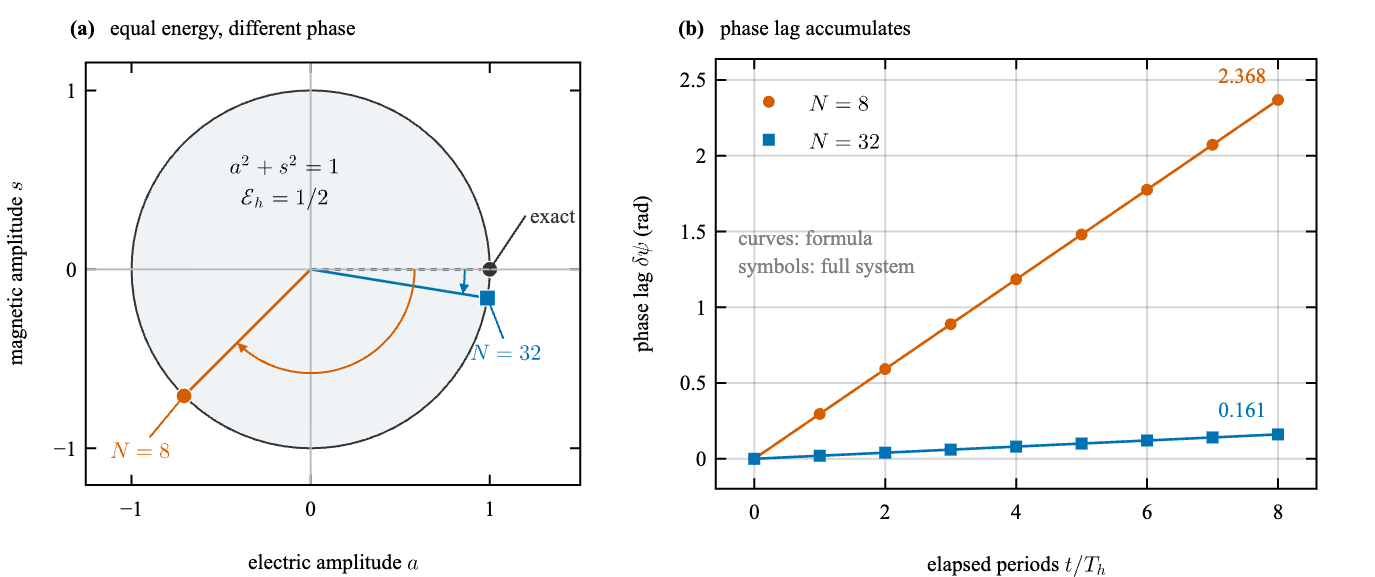 (a) equal energy, different phase
magnetic amplitude s
1
0
−1
a² + s² = 1
ℰₕ = 1/2
exact
N = 32
N = 8
−1
0
1
electric amplitude a
(b) phase lag accumulates
phase lag δψ (rad)
2.5
2
1.5
1
0.5
0
N = 8
N = 32
2.368
curves: formula
symbols: full system
0.161
0
2
4
6
8
elapsed periods t/Tₕ